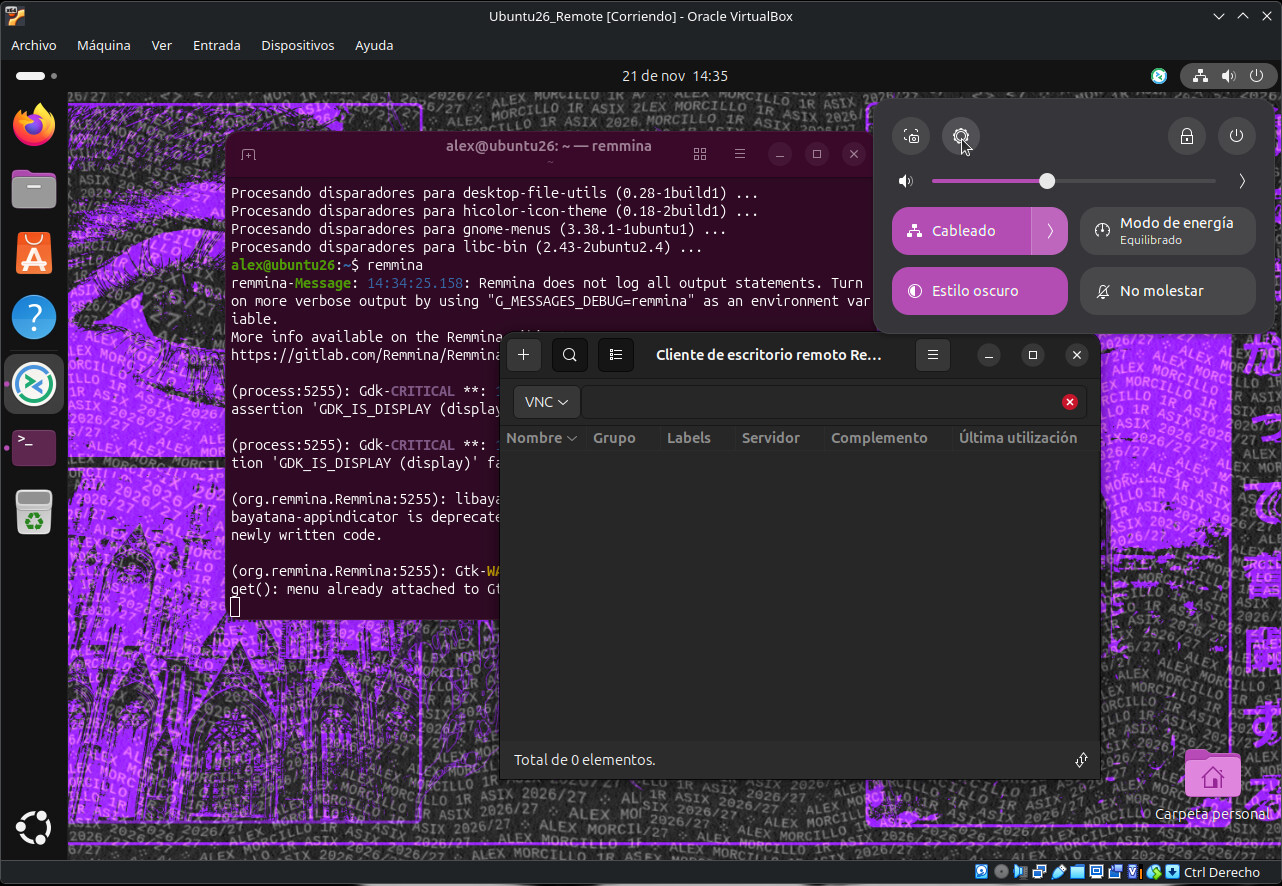 Ubuntu26_Remote [Corriendo] - Oracle VirtualBox
Archivo Máquina Ver Entrada Dispositivos Ayuda
21 de nov 14:35
alex@ubuntu26: ~ — remmina
~
Procesando disparadores para desktop-file-utils (0.28-1build1) ...
Procesando disparadores para hicolor-icon-theme (0.18-2build1) ...
Procesando disparadores para gnome-menus (3.38.1-1ubuntu1) ...
Procesando disparadores para libc-bin (2.43-2ubuntu2.4) ...
alex@ubuntu26:~$ remmina
remmina-Message: 14:34:25.158: Remmina does not log all output statements. Turn
on more verbose output by using "G_MESSAGES_DEBUG=remmina" as an environment var
iable.
More info available on the Remmina
https://gitlab.com/Remmina/Remmina
(process:5255): Gdk-CRITICAL **:
assertion 'GDK_IS_DISPLAY (display
(process:5255): Gdk-CRITICAL **:
tion 'GDK_IS_DISPLAY (display)' fa
(org.remmina.Remmina:5255): libaya
bayatana-appindicator is deprecate
newly written code.
(org.remmina.Remmina:5255): Gtk-WA
get(): menu already attached to Gt
Cableado
Modo de energía
Equilibrado
Estilo oscuro
No molestar
Cliente de escritorio remoto Re...
VNC
Nombre Grupo Labels Servidor Complemento Última utilización
Total de 0 elementos.
Carpeta personal
ALEX MORCILLO 1R ASIX 2026/27
Ctrl Derecho